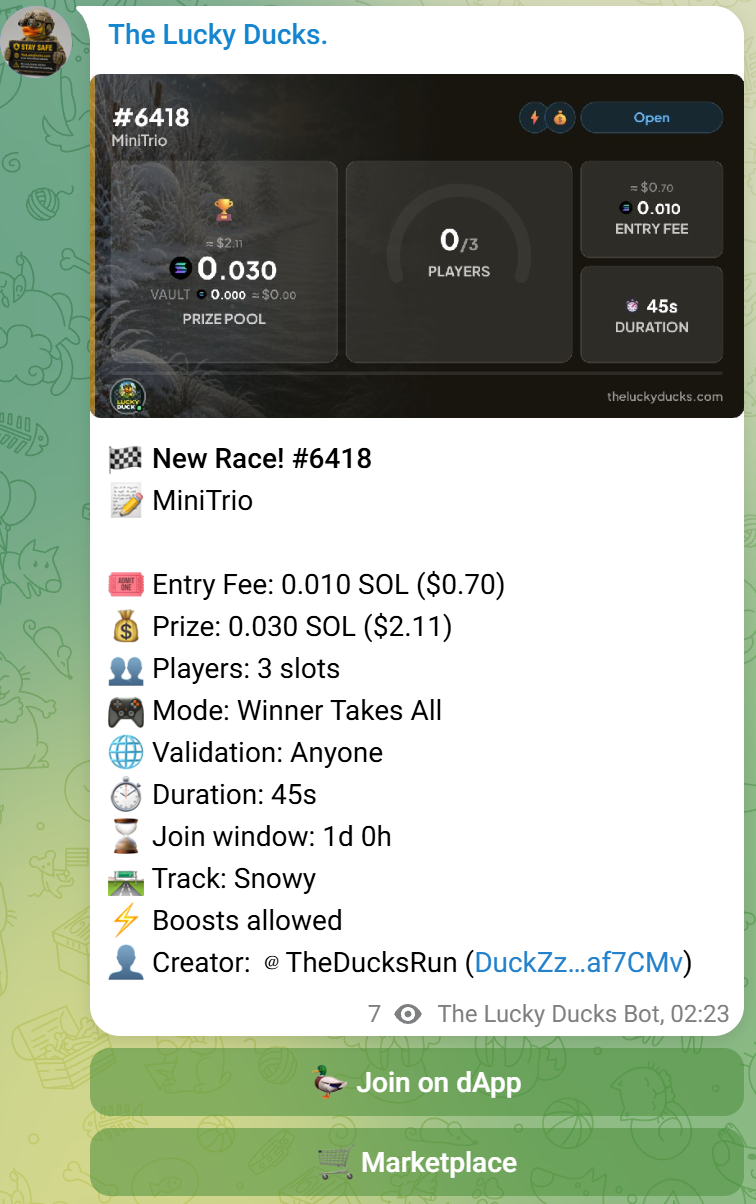 STAY SAFE
The Lucky Ducks.
#6418
MiniTrio
Open
≈ $2.11
0.030
VAULT 0.000 ≈ $0.00
PRIZE POOL
0/3
PLAYERS
≈ $0.70
0.010
ENTRY FEE
45s
DURATION
LUCKY
DUCK
theluckyducks.com
🏁 New Race! #6418
📝 MiniTrio
🎟️ Entry Fee: 0.010 SOL ($0.70)
💰 Prize: 0.030 SOL ($2.11)
👥 Players: 3 slots
🎮 Mode: Winner Takes All
🌐 Validation: Anyone
⏱️ Duration: 45s
⏳ Join window: 1d 0h
🛣️ Track: Snowy
⚡ Boosts allowed
👤 Creator: @TheDucksRun (DuckZz...af7CMv)
7 The Lucky Ducks Bot, 02:23
🦆 Join on dApp
🛒 Marketplace